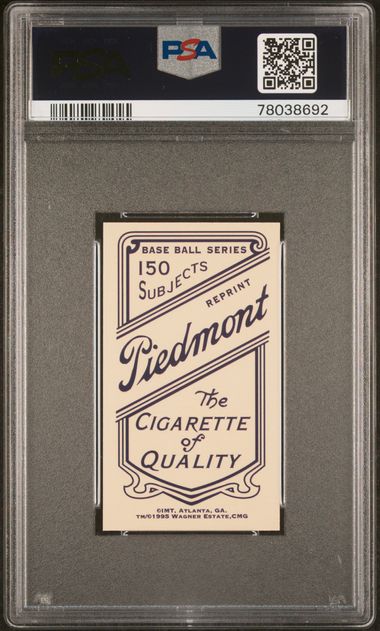 PSA
PSA
78038692
BASE BALL SERIES
150
SUBJECTS
REPRINT
Piedmont
The
CIGARETTE
of
QUALITY
©IMT, ATLANTA, GA.
TM/©1995 WAGNER ESTATE, CMG